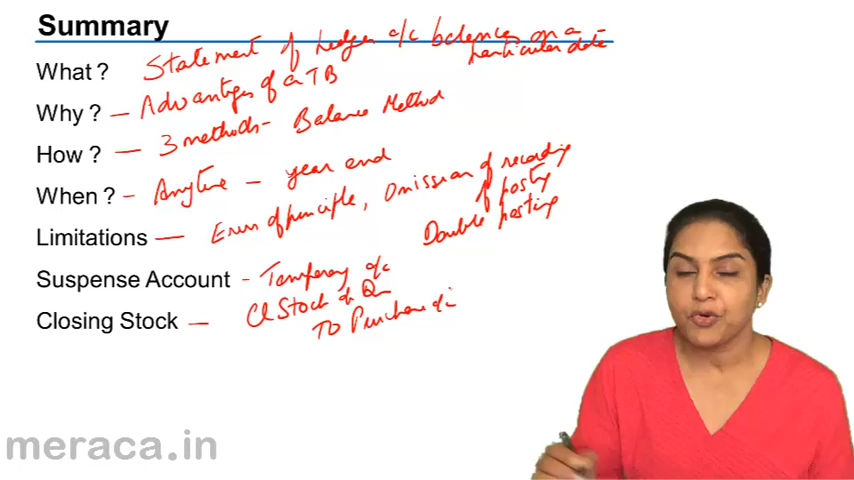 Summary
What ? Statement of Ledger a/c balances on a
particular date
Why ? — Advantages of a TB
How ? — 3 methods - Balance Method
When ? - Anytime — year end
Limitations — Errors of principle, Omission of recording
of posting
Double posting
Suspense Account - Temporary a/c
Closing Stock — Cl Stock a/c Dr
To Purchase a/c
meraca.in